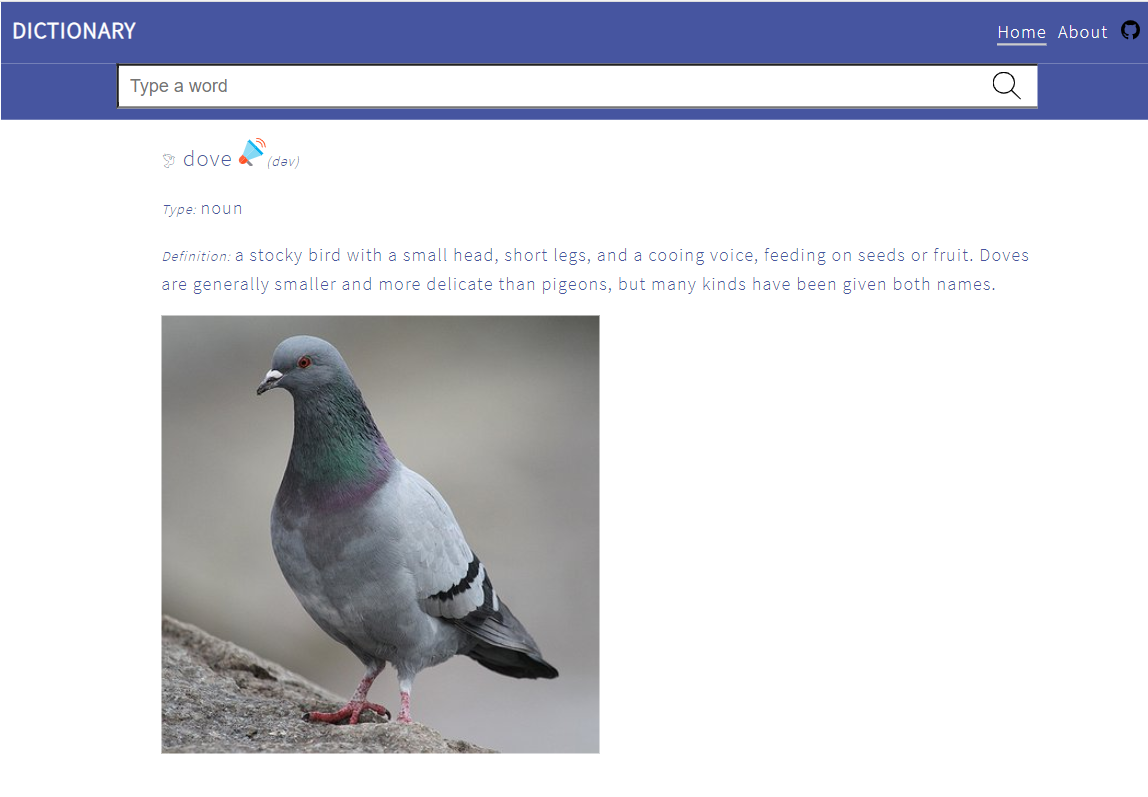 DICTIONARY
Home About
Type a word
🕊 dove (dəv)
Type: noun
Definition: a stocky bird with a small head, short legs, and a cooing voice, feeding on seeds or fruit. Doves
are generally smaller and more delicate than pigeons, but many kinds have been given both names.